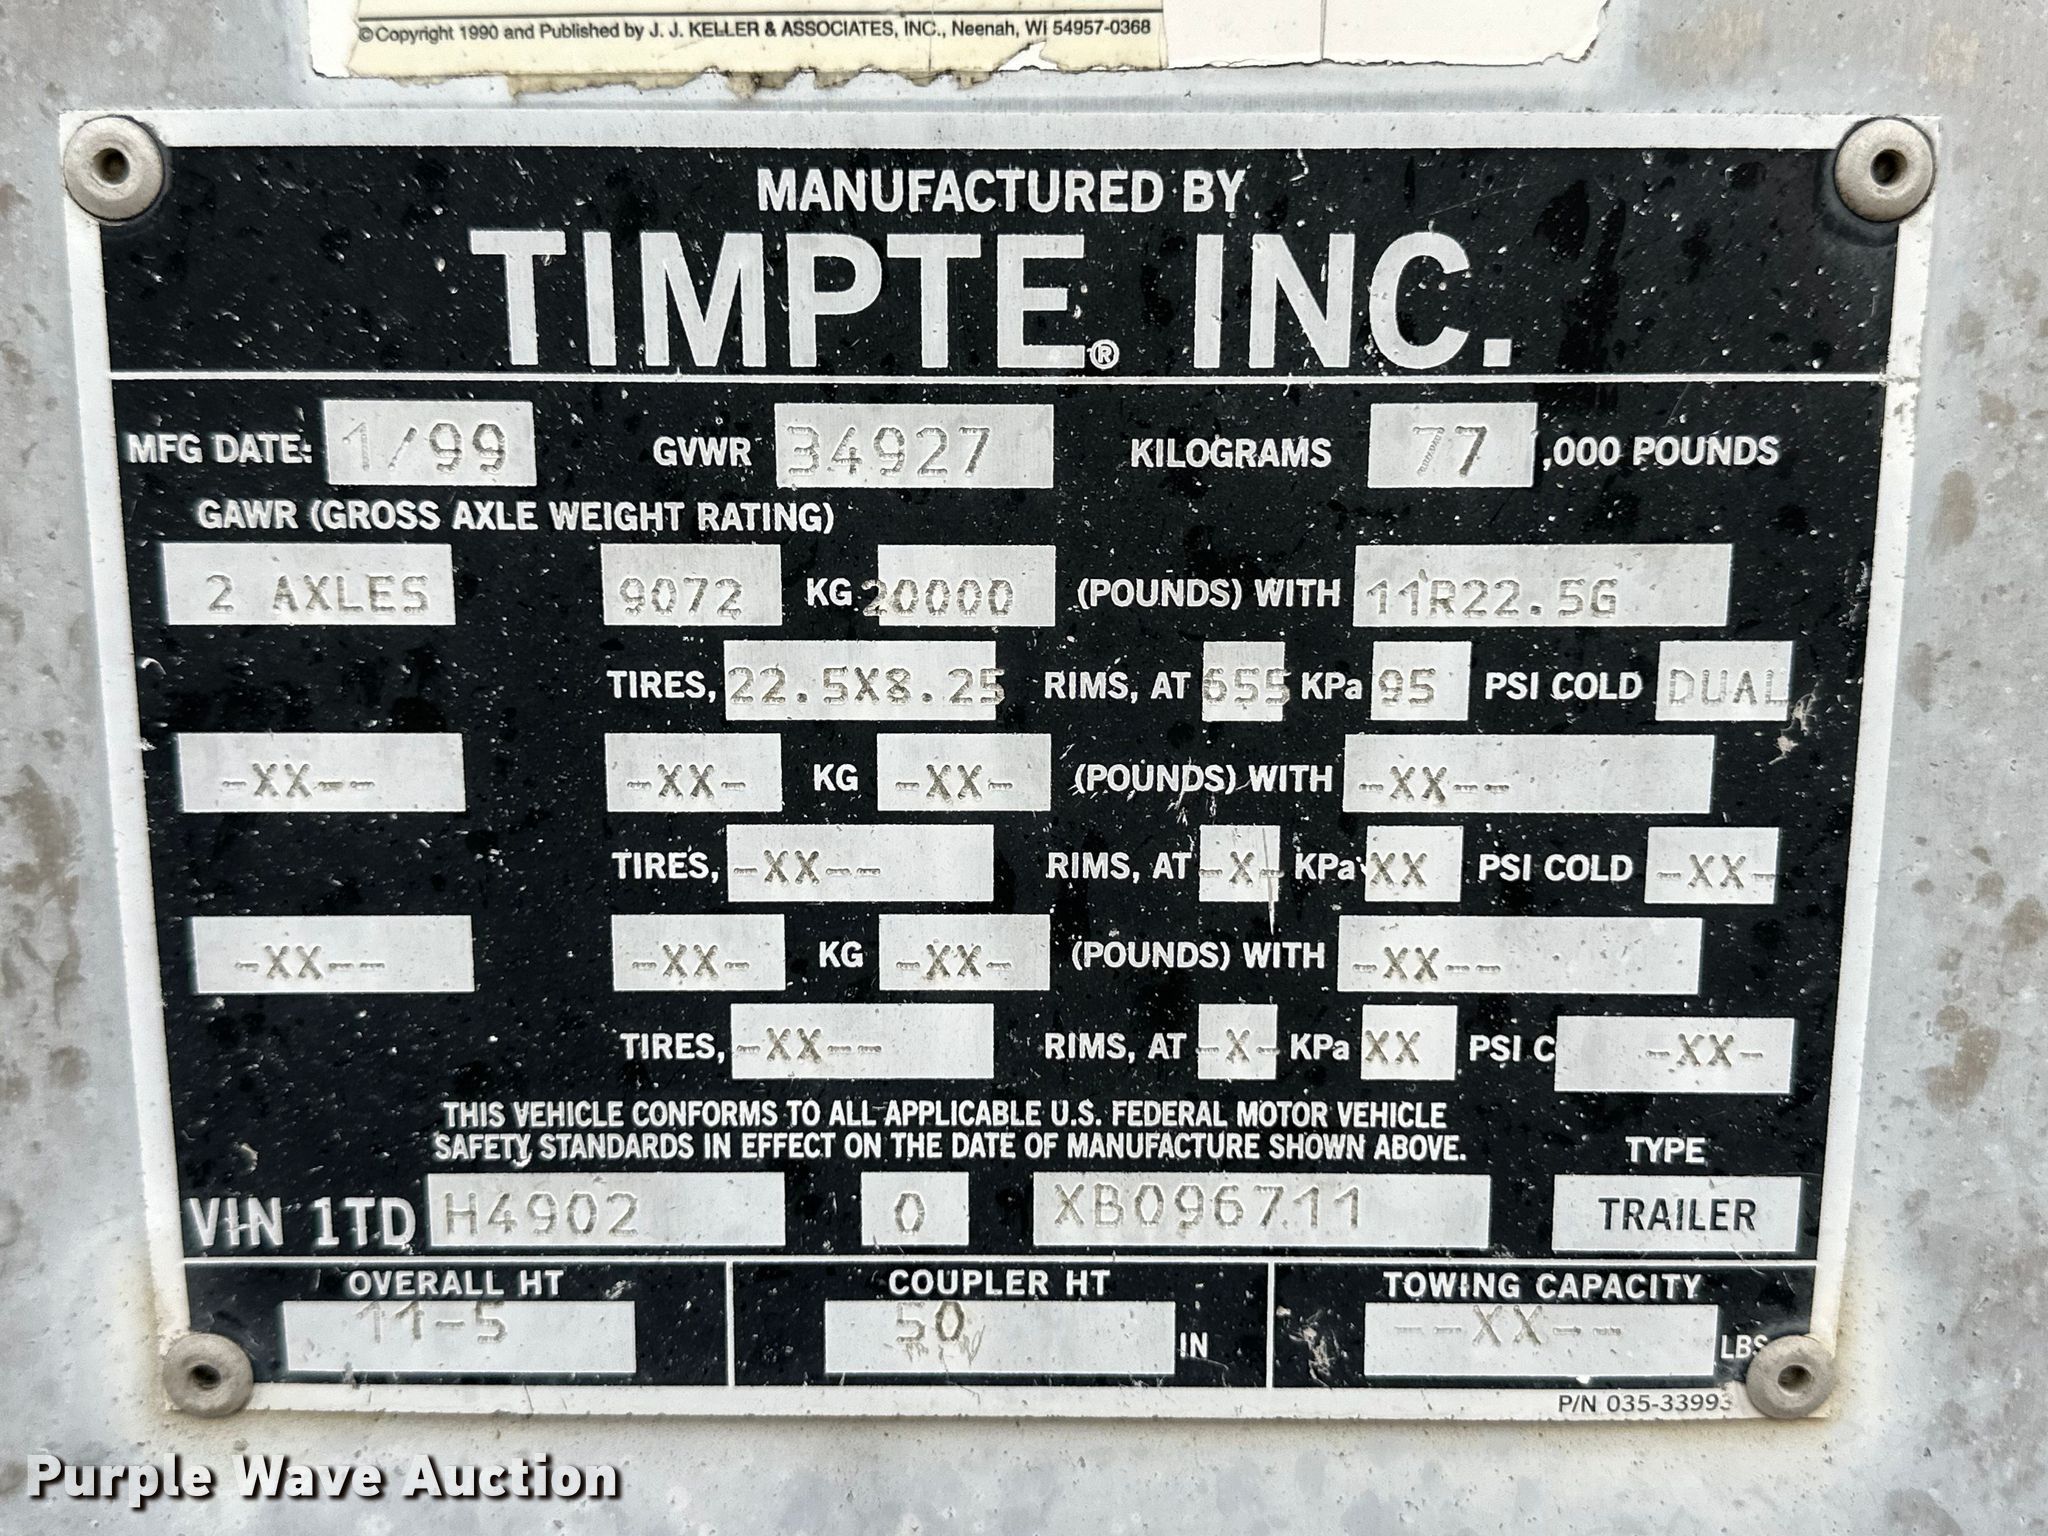 ©Copyright 1990 and Published by J. J. KELLER & ASSOCIATES, INC., Neenah, WI 54957-0368
MANUFACTURED BY
TIMPTE® INC.
MFG DATE: 1/99 GVWR 34927 KILOGRAMS 77 ,000 POUNDS
GAWR (GROSS AXLE WEIGHT RATING)
2 AXLES 9072 KG 20000 (POUNDS) WITH 11R22.5G
TIRES, 22.5X8.25 RIMS, AT 655 KPa 95 PSI COLD DUAL
-XX-- -XX- KG -XX- (POUNDS) WITH -XX--
TIRES, -XX-- RIMS, AT -X- KPa XX PSI COLD -XX-
-XX-- -XX- KG -XX- (POUNDS) WITH -XX--
TIRES, -XX-- RIMS, AT -X- KPa XX PSI C -XX-
THIS VEHICLE CONFORMS TO ALL APPLICABLE U.S. FEDERAL MOTOR VEHICLE
SAFETY STANDARDS IN EFFECT ON THE DATE OF MANUFACTURE SHOWN ABOVE.
TYPE
VIN 1TD H4902 0 XB096711 TRAILER
OVERALL HT COUPLER HT TOWING CAPACITY
11-5 50 IN --XX-- LBS
P/N 035-33993
Purple Wave Auction